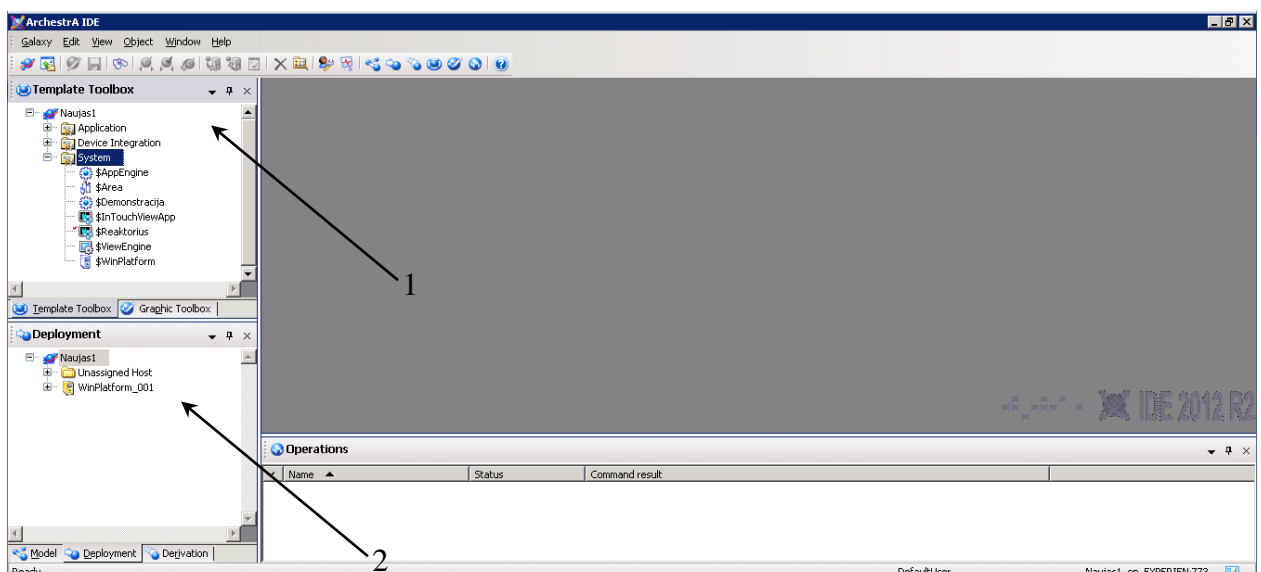 ArchestrA IDE
Galaxy Edit View Object Window Help
Template Toolbox
Naujas1
Application
Device Integration
System
$AppEngine
$Area
$Demonstracija
$InTouchViewApp
$Reaktorius
$ViewEngine
$WinPlatform
1
Template Toolbox Graphic Toolbox
Deployment
Naujas1
Unassigned Host
WinPlatform_001
IDE 2012 R2
Operations
Name Status Command result
Model Deployment Derivation
2
Ready DefaultUser Naujas1 on EXPERIEN-773